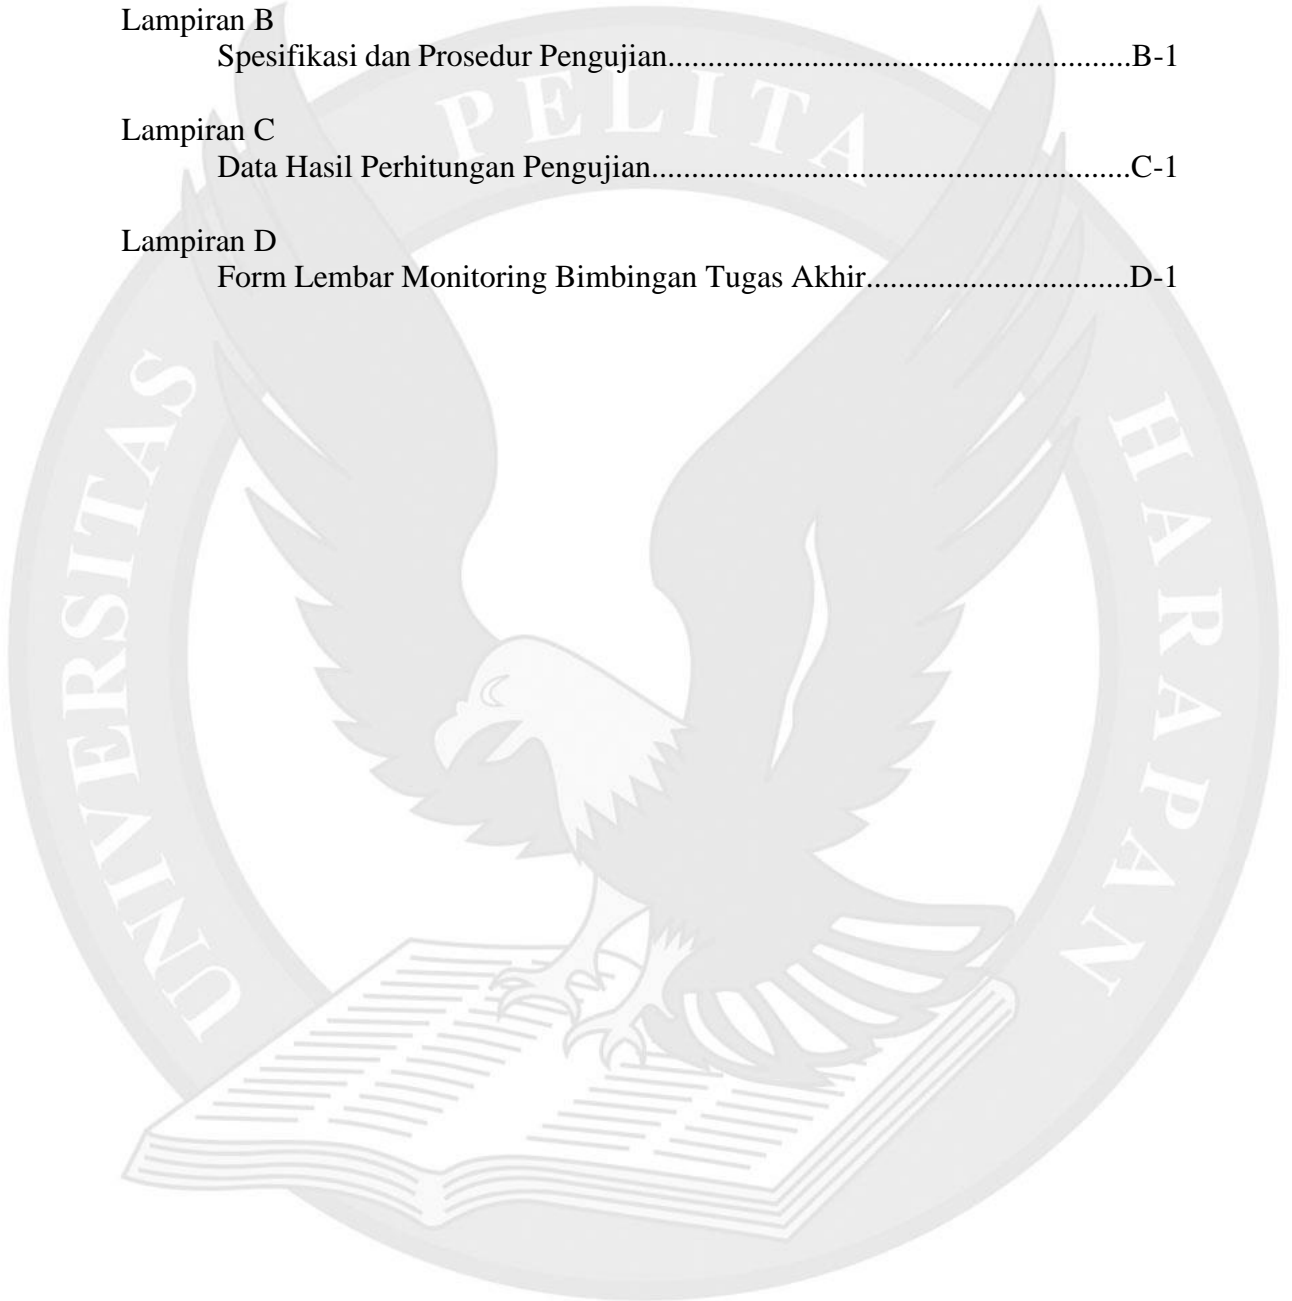 Lampiran B
Spesifikasi dan Prosedur Pengujian..........................................................B-1
Lampiran C
Data Hasil Perhitungan Pengujian............................................................C-1
Lampiran D
Form Lembar Monitoring Bimbingan Tugas Akhir.................................D-1
UNIVERSITAS PELITA HARAPAN